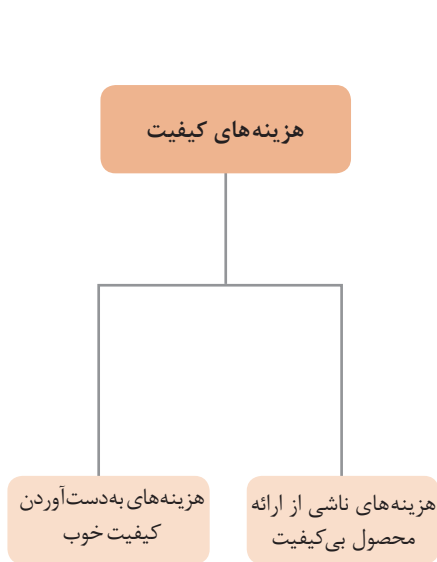 هزینه‌های کیفیت
هزینه‌های ناشی از ارائه
محصول بی‌کیفیت
هزینه‌های به‌دست‌آوردن
کیفیت خوب